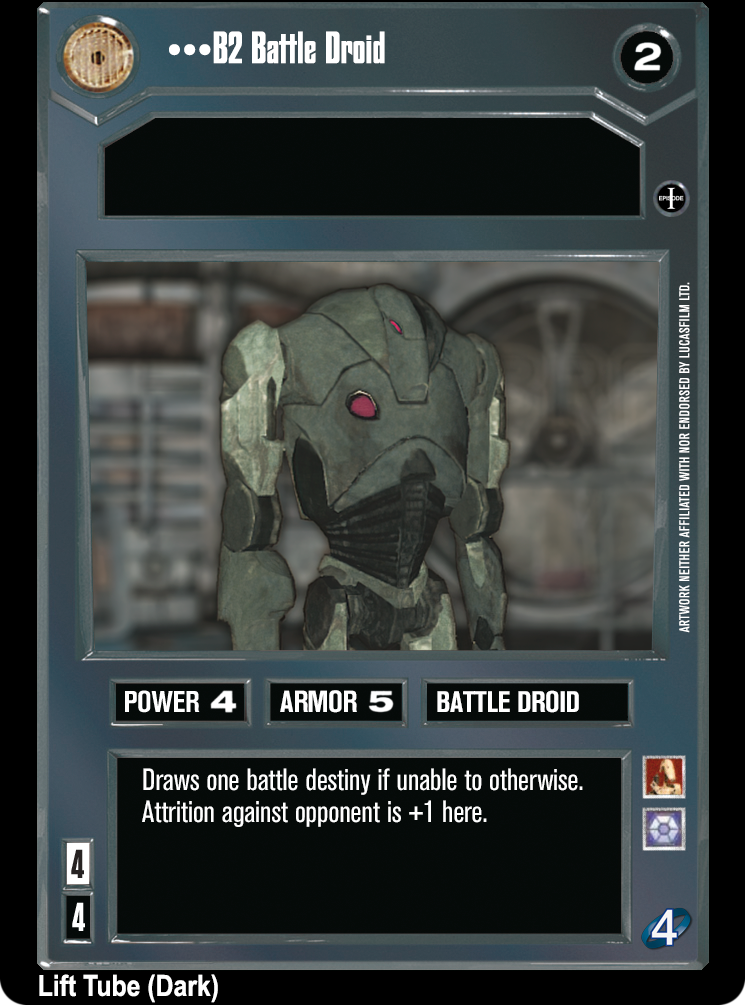 •••B2 Battle Droid
2
EPISODE I
ARTWORK NEITHER AFFILIATED WITH NOR ENDORSED BY LUCASFILM LTD.
POWER 4
ARMOR 5
BATTLE DROID
Draws one battle destiny if unable to otherwise.
Attrition against opponent is +1 here.
4
4
4
Lift Tube (Dark)